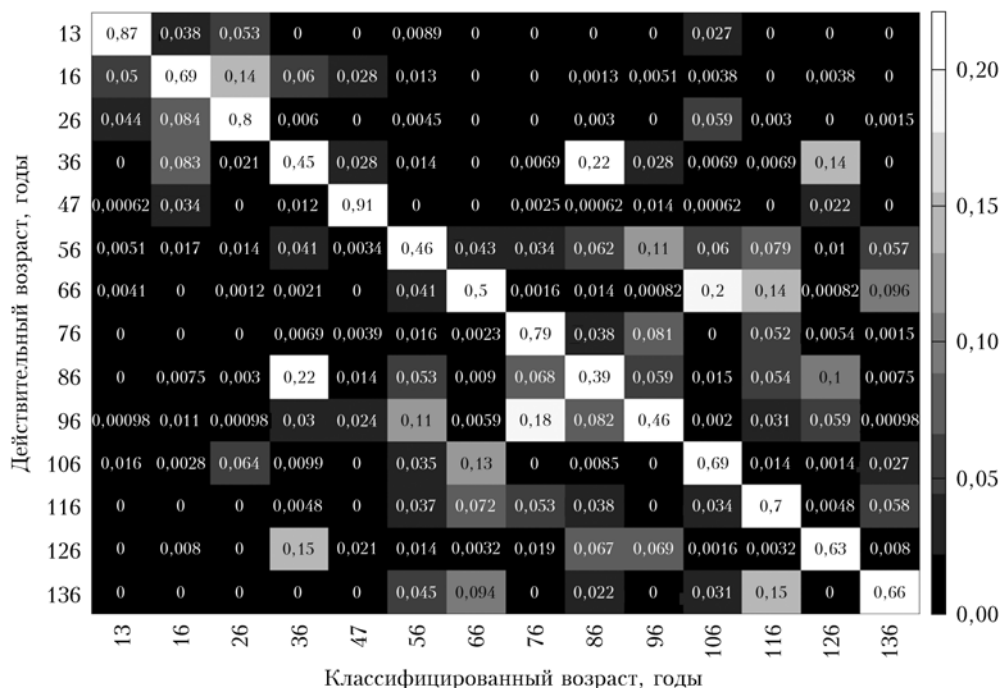 Действительный возраст, годы
13 0,87 0,038 0,053 0 0 0,0089 0 0 0 0 0,027 0 0 0
16 0,05 0,69 0,14 0,06 0,028 0,013 0 0 0,0013 0,0051 0,0038 0 0,0038 0
26 0,044 0,084 0,8 0,006 0 0,0045 0 0 0,003 0 0,059 0,003 0 0,0015
36 0 0,083 0,021 0,45 0,028 0,014 0 0,0069 0,22 0,028 0,0069 0,0069 0,14 0
47 0,00062 0,034 0 0,012 0,91 0 0 0,0025 0,00062 0,014 0,00062 0 0,022 0
56 0,0051 0,017 0,014 0,041 0,0034 0,46 0,043 0,034 0,062 0,11 0,06 0,079 0,01 0,057
66 0,0041 0 0,0012 0,0021 0 0,041 0,5 0,0016 0,014 0,00082 0,2 0,14 0,00082 0,096
76 0 0 0 0,0069 0,0039 0,016 0,0023 0,79 0,038 0,081 0 0,052 0,0054 0,0015
86 0 0,0075 0,003 0,22 0,014 0,053 0,009 0,068 0,39 0,059 0,015 0,054 0,1 0,0075
96 0,00098 0,011 0,00098 0,03 0,024 0,11 0,0059 0,18 0,082 0,46 0,002 0,031 0,059 0,00098
106 0,016 0,0028 0,064 0,0099 0 0,035 0,13 0 0,0085 0 0,69 0,014 0,0014 0,027
116 0 0 0 0,0048 0 0,037 0,072 0,053 0,038 0 0,034 0,7 0,0048 0,058
126 0 0,008 0 0,15 0,021 0,014 0,0032 0,019 0,067 0,069 0,0016 0,0032 0,63 0,008
136 0 0 0 0 0 0,045 0,094 0 0,022 0 0,031 0,15 0 0,66
13 16 26 36 47 56 66 76 86 96 106 116 126 136
Классифицированный возраст, годы
0,20
0,15
0,10
0,05
0,00